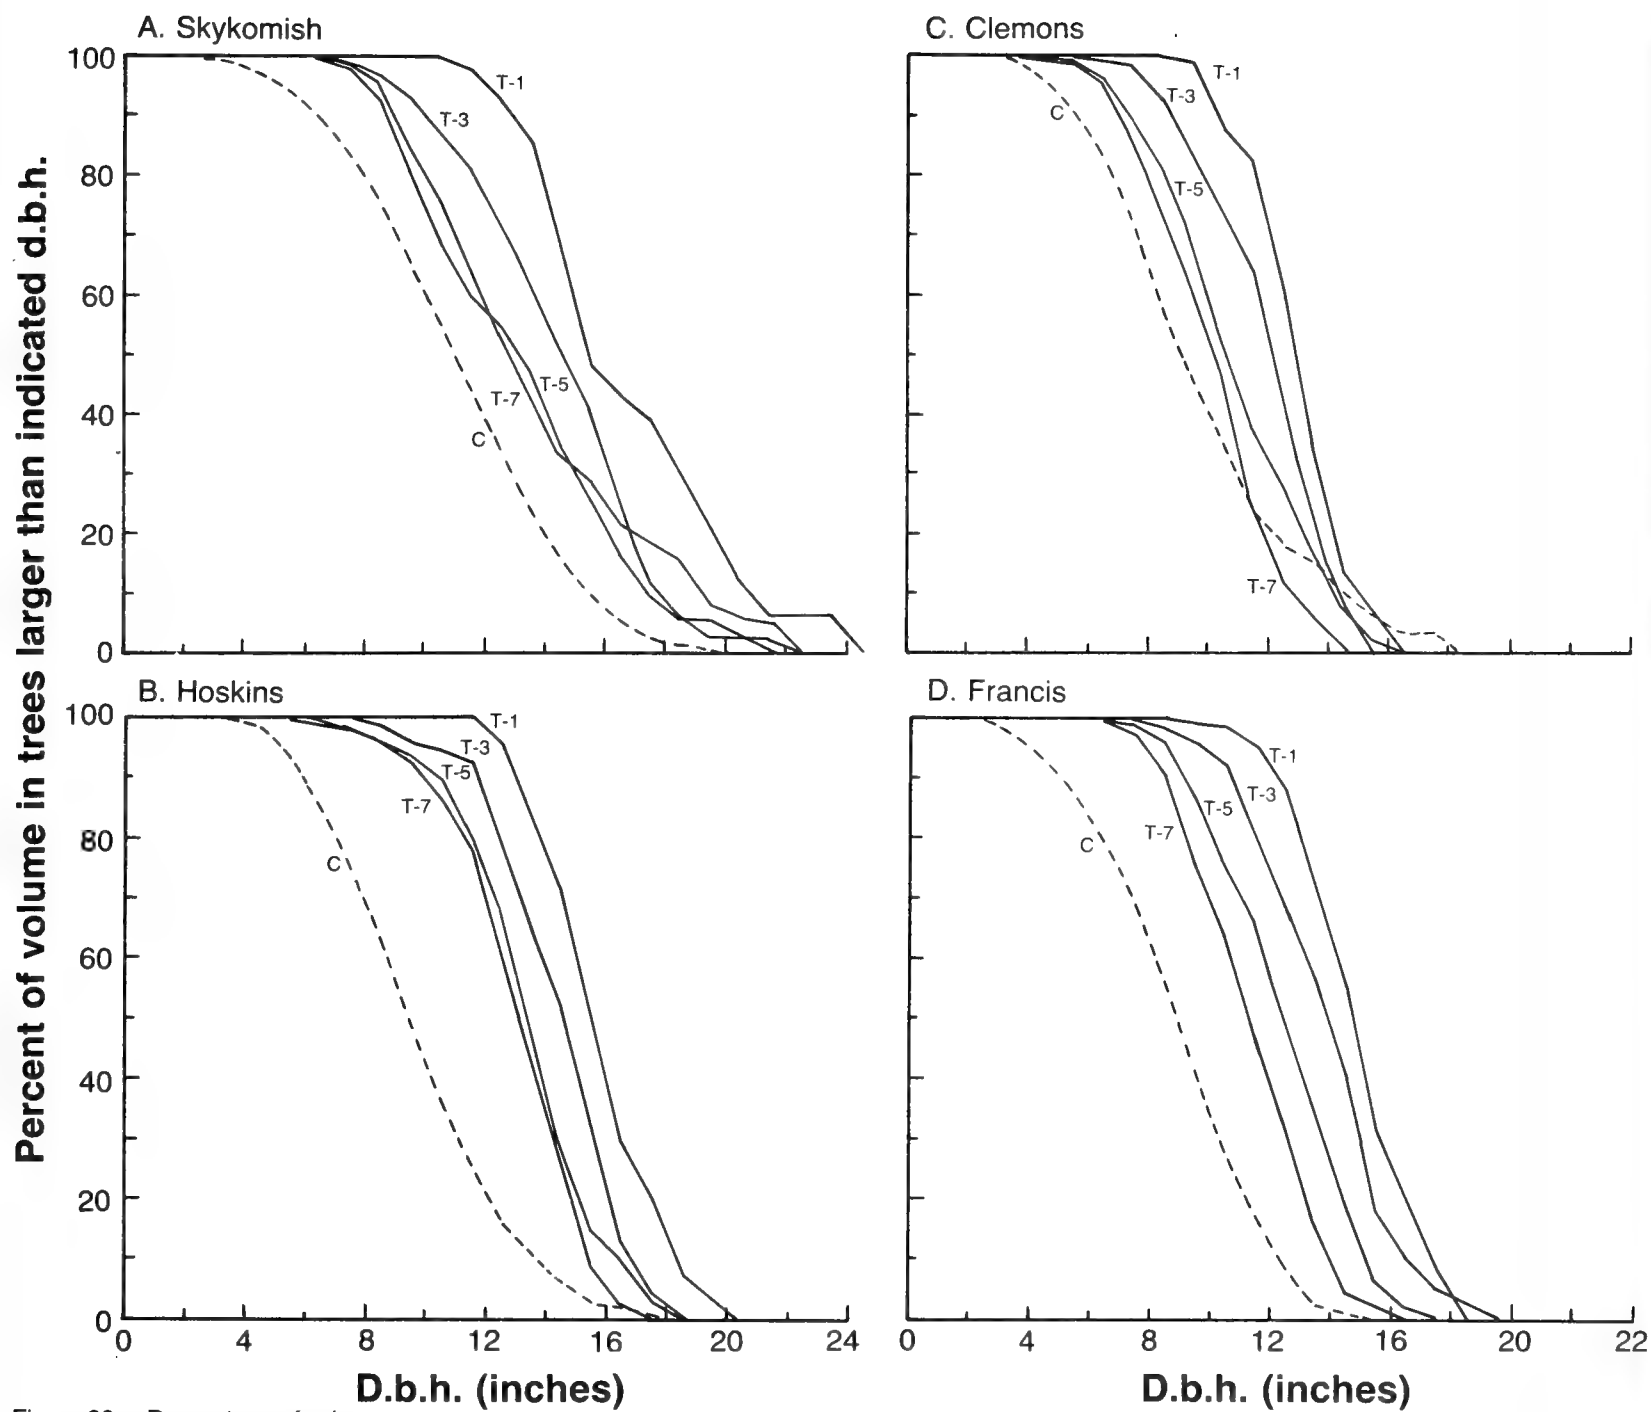 Percent of volume in trees larger than indicated d.b.h.
A. Skykomish
100
80
60
40
20
0
T-1
T-3
T-5
T-7
C
C. Clemons
T-1
T-3
C
T-5
T-7
B. Hoskins
100
80
60
40
20
0
T-1
T-3
T-5
T-7
C
0 4 8 12 16 20 24
D.b.h. (inches)
D. Francis
T-1
T-3
T-5
T-7
C
0 4 8 12 16 20 22
D.b.h. (inches)